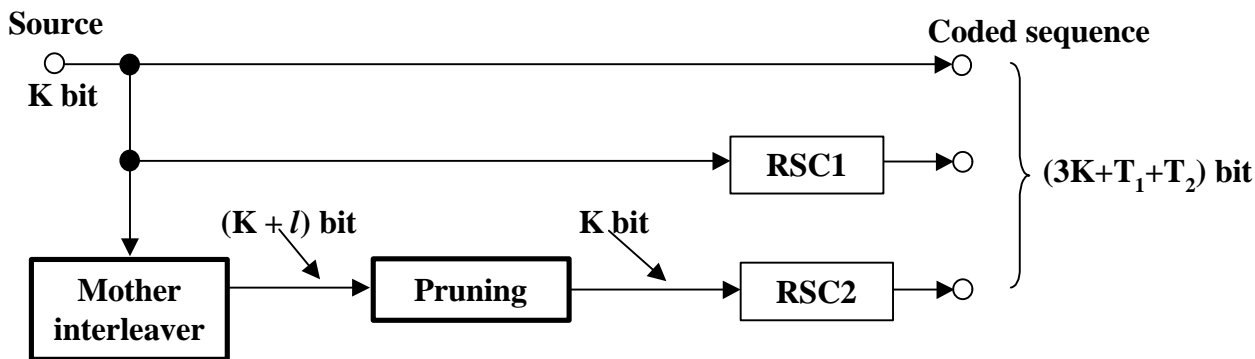 Source
Coded sequence
K bit
RSC1
(3K+T₁+T₂) bit
(K + l) bit
K bit
Mother
interleaver
Pruning
RSC2